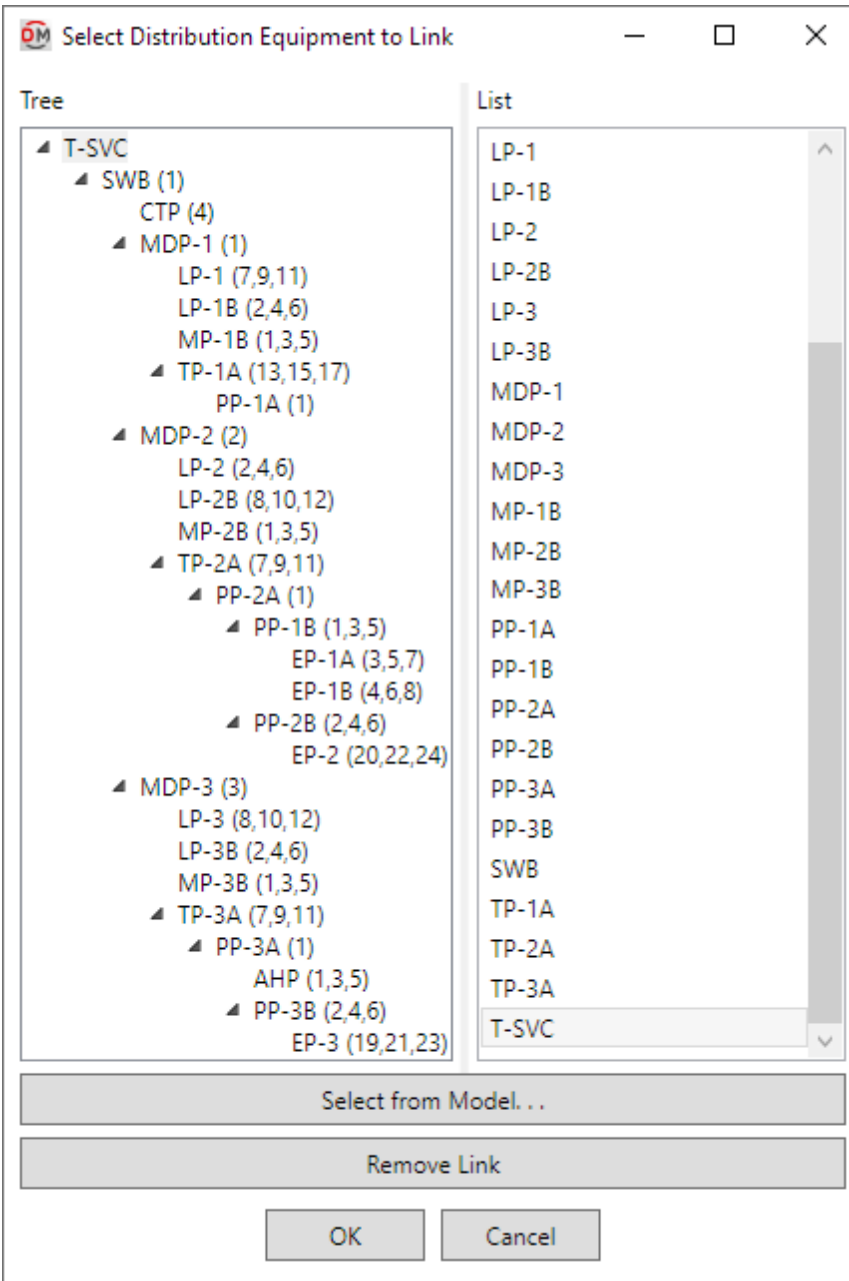 DM Select Distribution Equipment to Link
Tree
T-SVC
SWB (1)
CTP (4)
MDP-1 (1)
LP-1 (7,9,11)
LP-1B (2,4,6)
MP-1B (1,3,5)
TP-1A (13,15,17)
PP-1A (1)
MDP-2 (2)
LP-2 (2,4,6)
LP-2B (8,10,12)
MP-2B (1,3,5)
TP-2A (7,9,11)
PP-2A (1)
PP-1B (1,3,5)
EP-1A (3,5,7)
EP-1B (4,6,8)
PP-2B (2,4,6)
EP-2 (20,22,24)
MDP-3 (3)
LP-3 (8,10,12)
LP-3B (2,4,6)
MP-3B (1,3,5)
TP-3A (7,9,11)
PP-3A (1)
AHP (1,3,5)
PP-3B (2,4,6)
EP-3 (19,21,23)
List
LP-1
LP-1B
LP-2
LP-2B
LP-3
LP-3B
MDP-1
MDP-2
MDP-3
MP-1B
MP-2B
MP-3B
PP-1A
PP-1B
PP-2A
PP-2B
PP-3A
PP-3B
SWB
TP-1A
TP-2A
TP-3A
T-SVC
Select from Model. . .
Remove Link
OK
Cancel